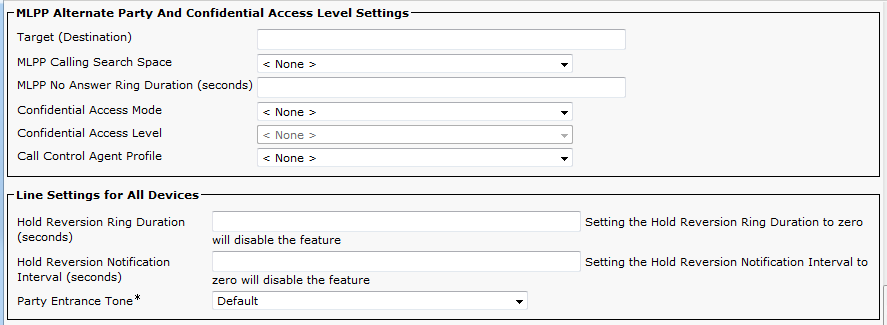 MLPP Alternate Party And Confidential Access Level Settings
Target (Destination)
MLPP Calling Search Space < None >
MLPP No Answer Ring Duration (seconds)
Confidential Access Mode < None >
Confidential Access Level < None >
Call Control Agent Profile < None >
Line Settings for All Devices
Hold Reversion Ring Duration Setting the Hold Reversion Ring Duration to zero
(seconds) will disable the feature
Hold Reversion Notification Setting the Hold Reversion Notification Interval to
Interval (seconds) zero will disable the feature
Party Entrance Tone* Default